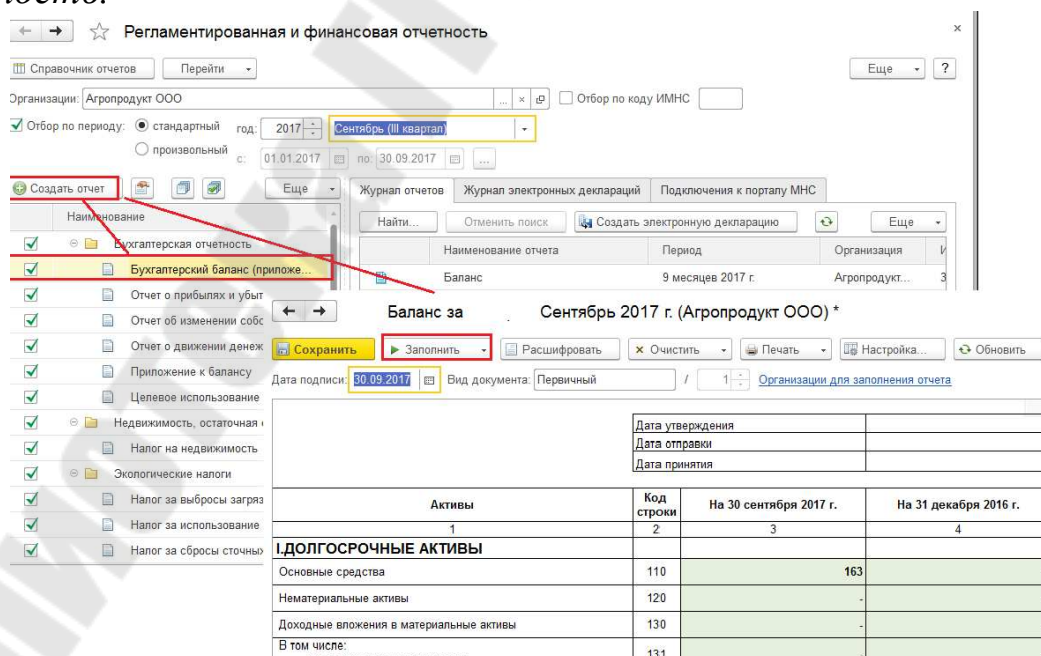 Регламентированная и финансовая отчетность
Справочник отчетов Перейти Еще ?
Организации: Агропродукт ООО ... Отбор по коду ИМНС
Отбор по периоду: стандартный год: 2017 Сентябрь (III квартал)
произвольный с: 01.01.2017 по: 30.09.2017 ...
Создать отчет Еще
Наименование
Бухгалтерская отчетность
Бухгалтерский баланс (приложе...
Отчет о прибылях и убыт
Отчет об изменении собс
Отчет о движении денеж
Приложение к балансу
Целевое использование
Недвижимость, остаточная
Налог на недвижимость
Экологические налоги
Налог за выбросы загряз
Налог за использование
Налог за сбросы сточных
Журнал отчетов Журнал электронных деклараций Подключения к порталу МНС
Найти... Отменить поиск Создать электронную декларацию Еще
Наименование отчета Период Организация И
Баланс 9 месяцев 2017 г. Агропродукт... 3
Баланс за Сентябрь 2017 г. (Агропродукт ООО) *
Сохранить Заполнить Расшифровать Очистить Печать Настройка... Обновить
Дата подписи: 30.09.2017 Вид документа: Первичный / 1 Организации для заполнения отчета
Дата утверждения
Дата отправки
Дата принятия
Активы Код строки На 30 сентября 2017 г. На 31 декабря 2016 г.
1 2 3 4
I.ДОЛГОСРОЧНЫЕ АКТИВЫ
Основные средства 110 163
Нематериальные активы 120 -
Доходные вложения в материальные активы 130 -
В том числе:
131 -